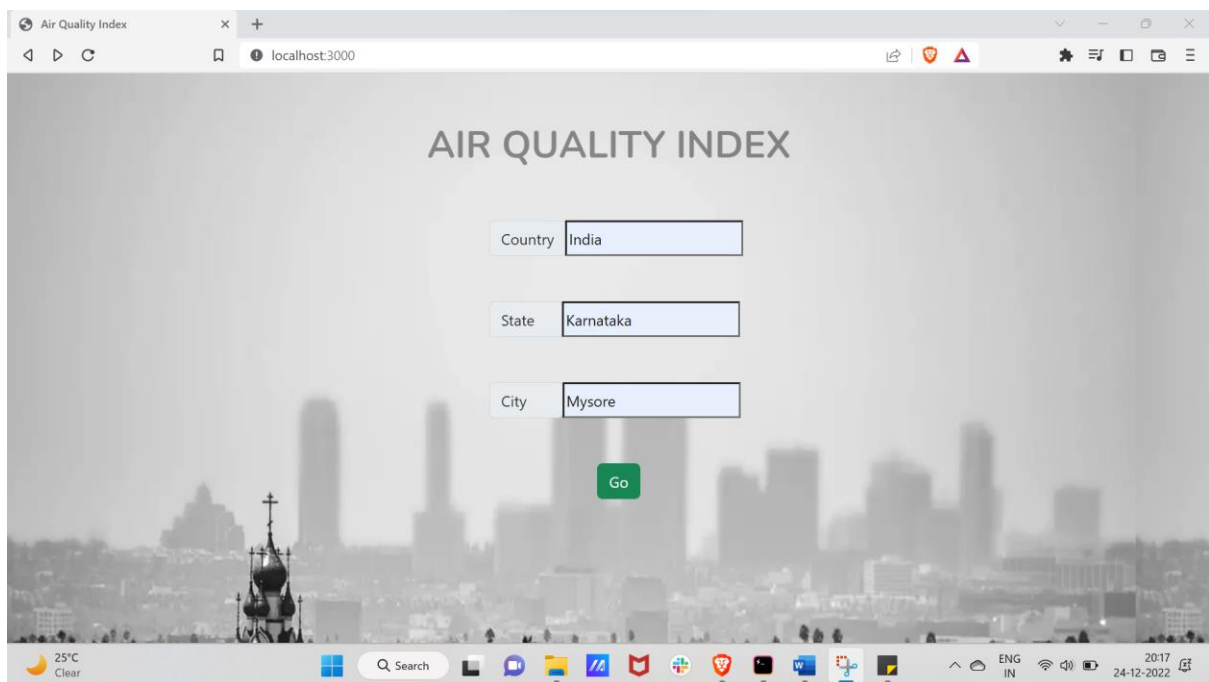 Air Quality Index
localhost:3000
AIR QUALITY INDEX
Country India
State Karnataka
City Mysore
Go
25°C
Clear
Search
ENG
IN
20:17
24-12-2022